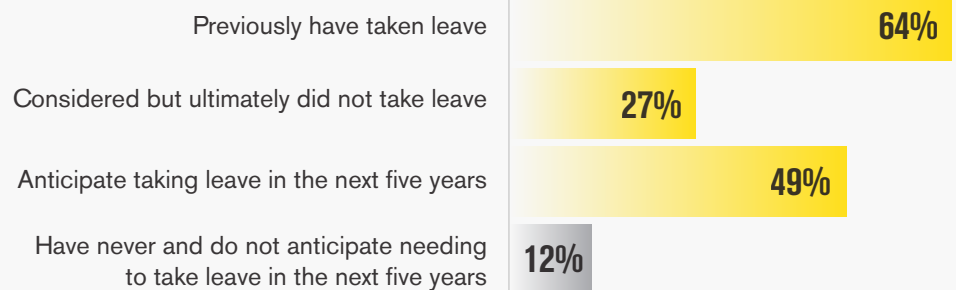 Previously have taken leave 64%
Considered but ultimately did not take leave 27%
Anticipate taking leave in the next five years 49%
Have never and do not anticipate needing
to take leave in the next five years 12%